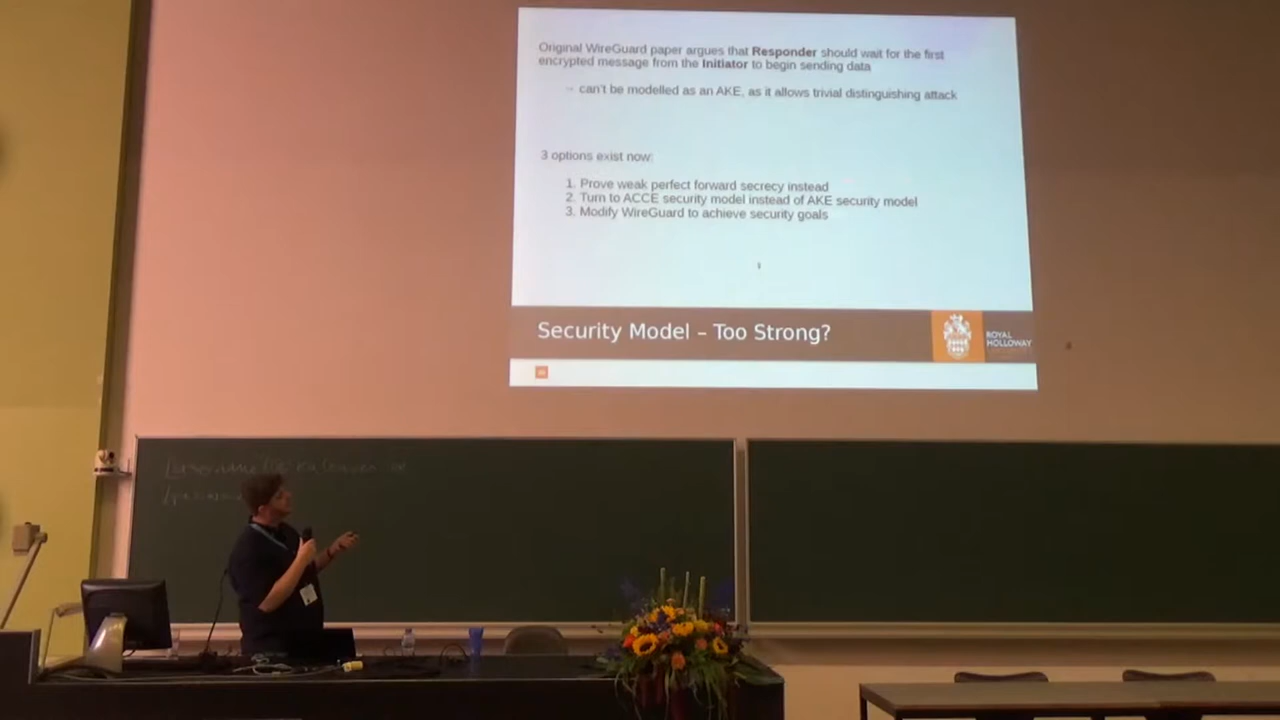 Original WireGuard paper argues that Responder should wait for the first
encrypted message from the Initiator to begin sending data
can't be modelled as an AKE, as it allows trivial distinguishing attack
3 options exist now:
1. Prove weak perfect forward secrecy instead
2. Turn to ACCE security model instead of AKE security model
3. Modify WireGuard to achieve security goals
Security Model – Too Strong?
ROYAL
HOLLOWAY